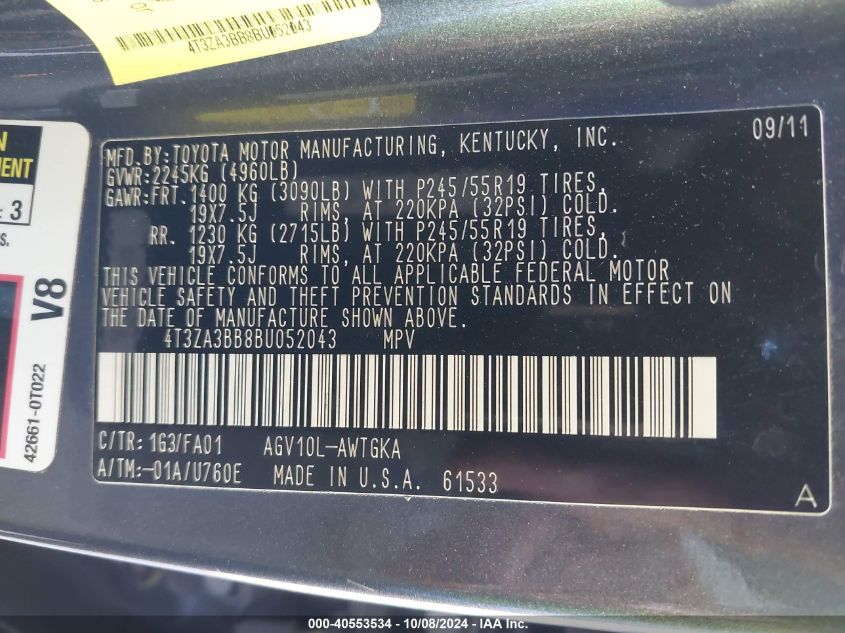 4T3ZA3BB8BU052043
09/11
MFD.BY:TOYOTA MOTOR MANUFACTURING, KENTUCKY, INC.
GVWR:2245KG (4960LB)
GAWR:FRT. 1400 KG (3090LB) WITH P245/55R19 TIRES,
19X7.5J RIMS, AT 220KPA (32PSI) COLD.
RR. 1230 KG (2715LB) WITH P245/55R19 TIRES,
19X7.5J RIMS, AT 220KPA (32PSI) COLD.
THIS VEHICLE CONFORMS TO ALL APPLICABLE FEDERAL MOTOR
VEHICLE SAFETY AND THEFT PREVENTION STANDARDS IN EFFECT ON
THE DATE OF MANUFACTURE SHOWN ABOVE.
4T3ZA3BB8BU052043 MPV
C/TR: 1G3/FA01 AGV10L-AWTGKA
A/TM:-01A/U760E MADE IN U.S.A. 61533
A
: 3
V8
42661-0T022
000-40553534 - 10/08/2024 - IAA Inc.